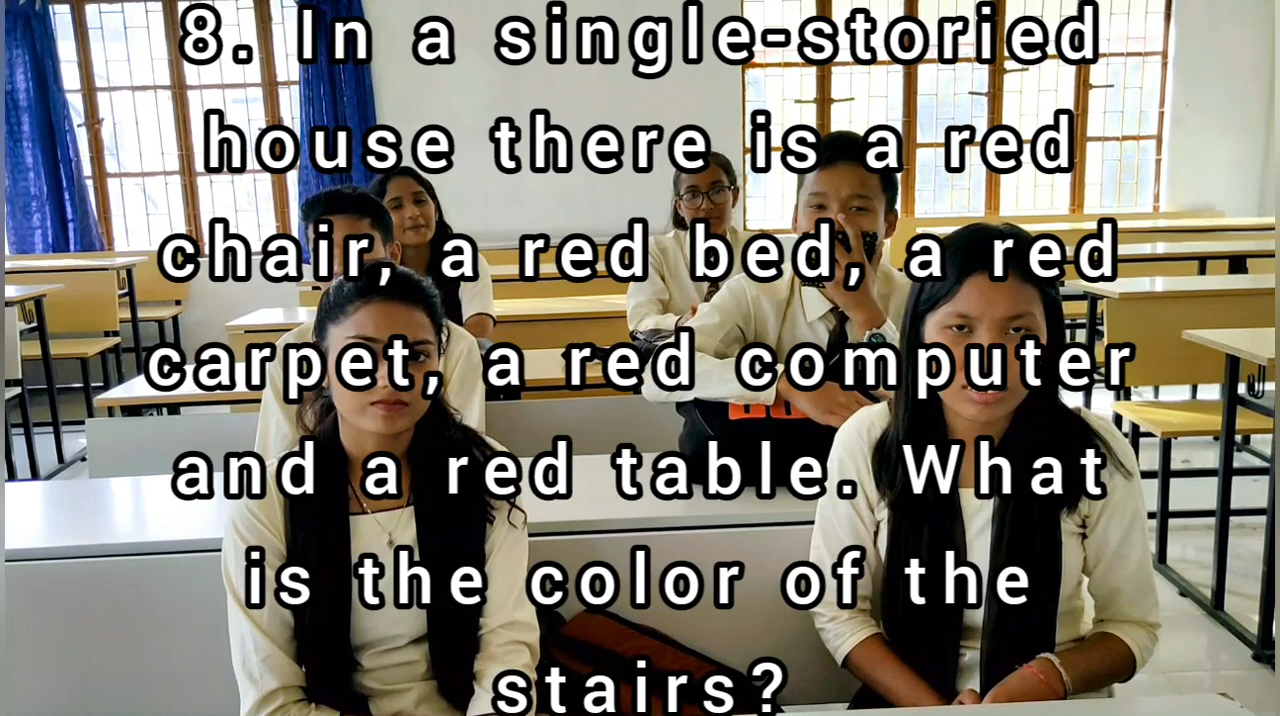 8. In a single-storied
house there is a red
chair, a red bed, a red
carpet, a red computer
and a red table. What
is the color of the
stairs?